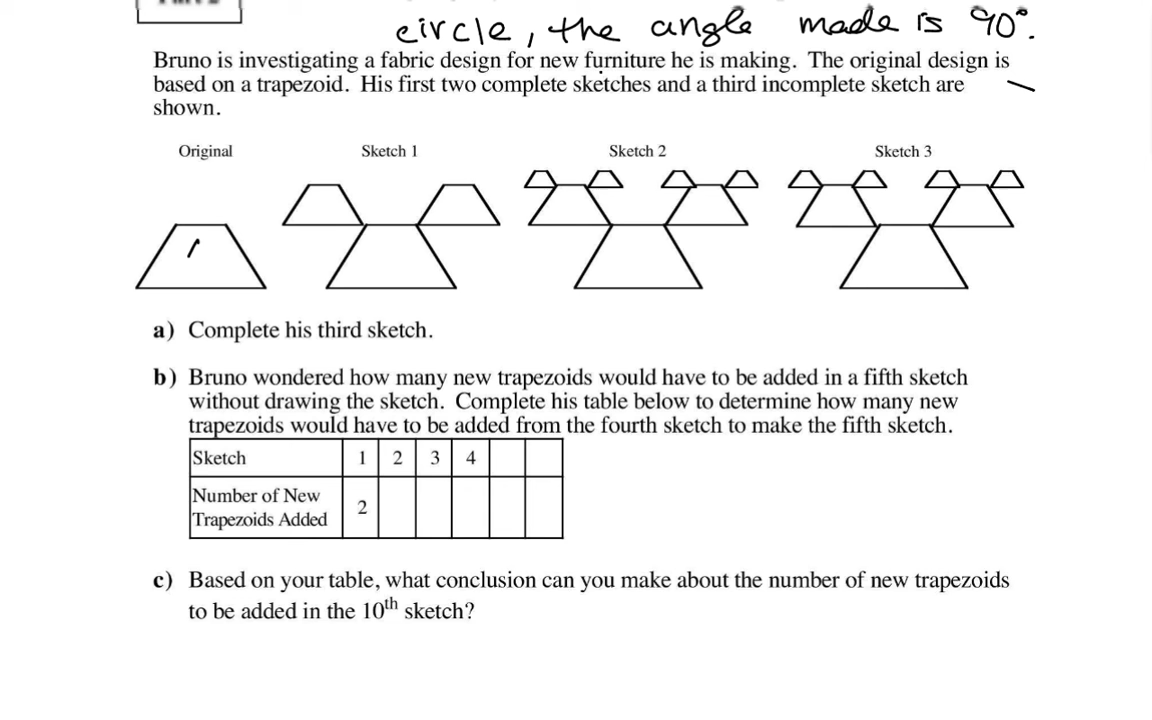 circle, the angle made is 90°.
Bruno is investigating a fabric design for new furniture he is making. The original design is
based on a trapezoid. His first two complete sketches and a third incomplete sketch are
shown.
Original Sketch 1 Sketch 2 Sketch 3
a) Complete his third sketch.
b) Bruno wondered how many new trapezoids would have to be added in a fifth sketch
without drawing the sketch. Complete his table below to determine how many new
trapezoids would have to be added from the fourth sketch to make the fifth sketch.
Sketch 1 2 3 4
Number of New
Trapezoids Added 2
c) Based on your table, what conclusion can you make about the number of new trapezoids
to be added in the 10th sketch?